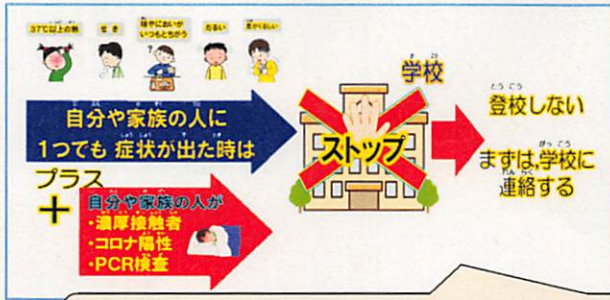 37℃以上の熱
せき
味やにおいが
いつもとちがう
だるい
息がくるしい
自分や家族の人に
1つでも 症状が出た時は
プラス
+
自分や家族の人が
・濃厚接触者
・コロナ陽性
・PCR検査
学校
ストップ
登校しない
まずは,学校に
連絡する